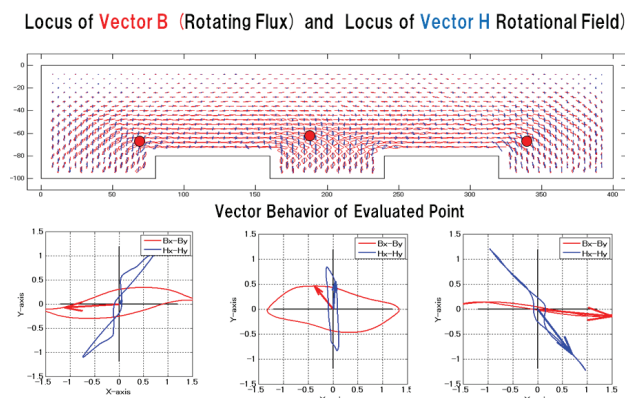 Locus of Vector B (Rotating Flux) and Locus of Vector H Rotational Field)
0
-20
-40
-60
-80
-100
0 50 100 150 200 250 300 350 400
Vector Behavior of Evaluated Point
1.5
1
0.5
0
-0.5
-1
-1.5
Y-axis
Bx-By
Hx-Hy
-1.5 -1 -0.5 0 0.5 1 1.5
X-axis
1.5
1
0.5
0
-0.5
-1
-1.5
Y-axis
Bx-By
Hx-Hy
-1.5 -1 -0.5 0 0.5 1 1.5
1.5
1
0.5
0
-0.5
-1
-1.5
Y-axis
Bx-By
Hx-Hy
-1.5 -1 -0.5 0 0.5 1 1.5